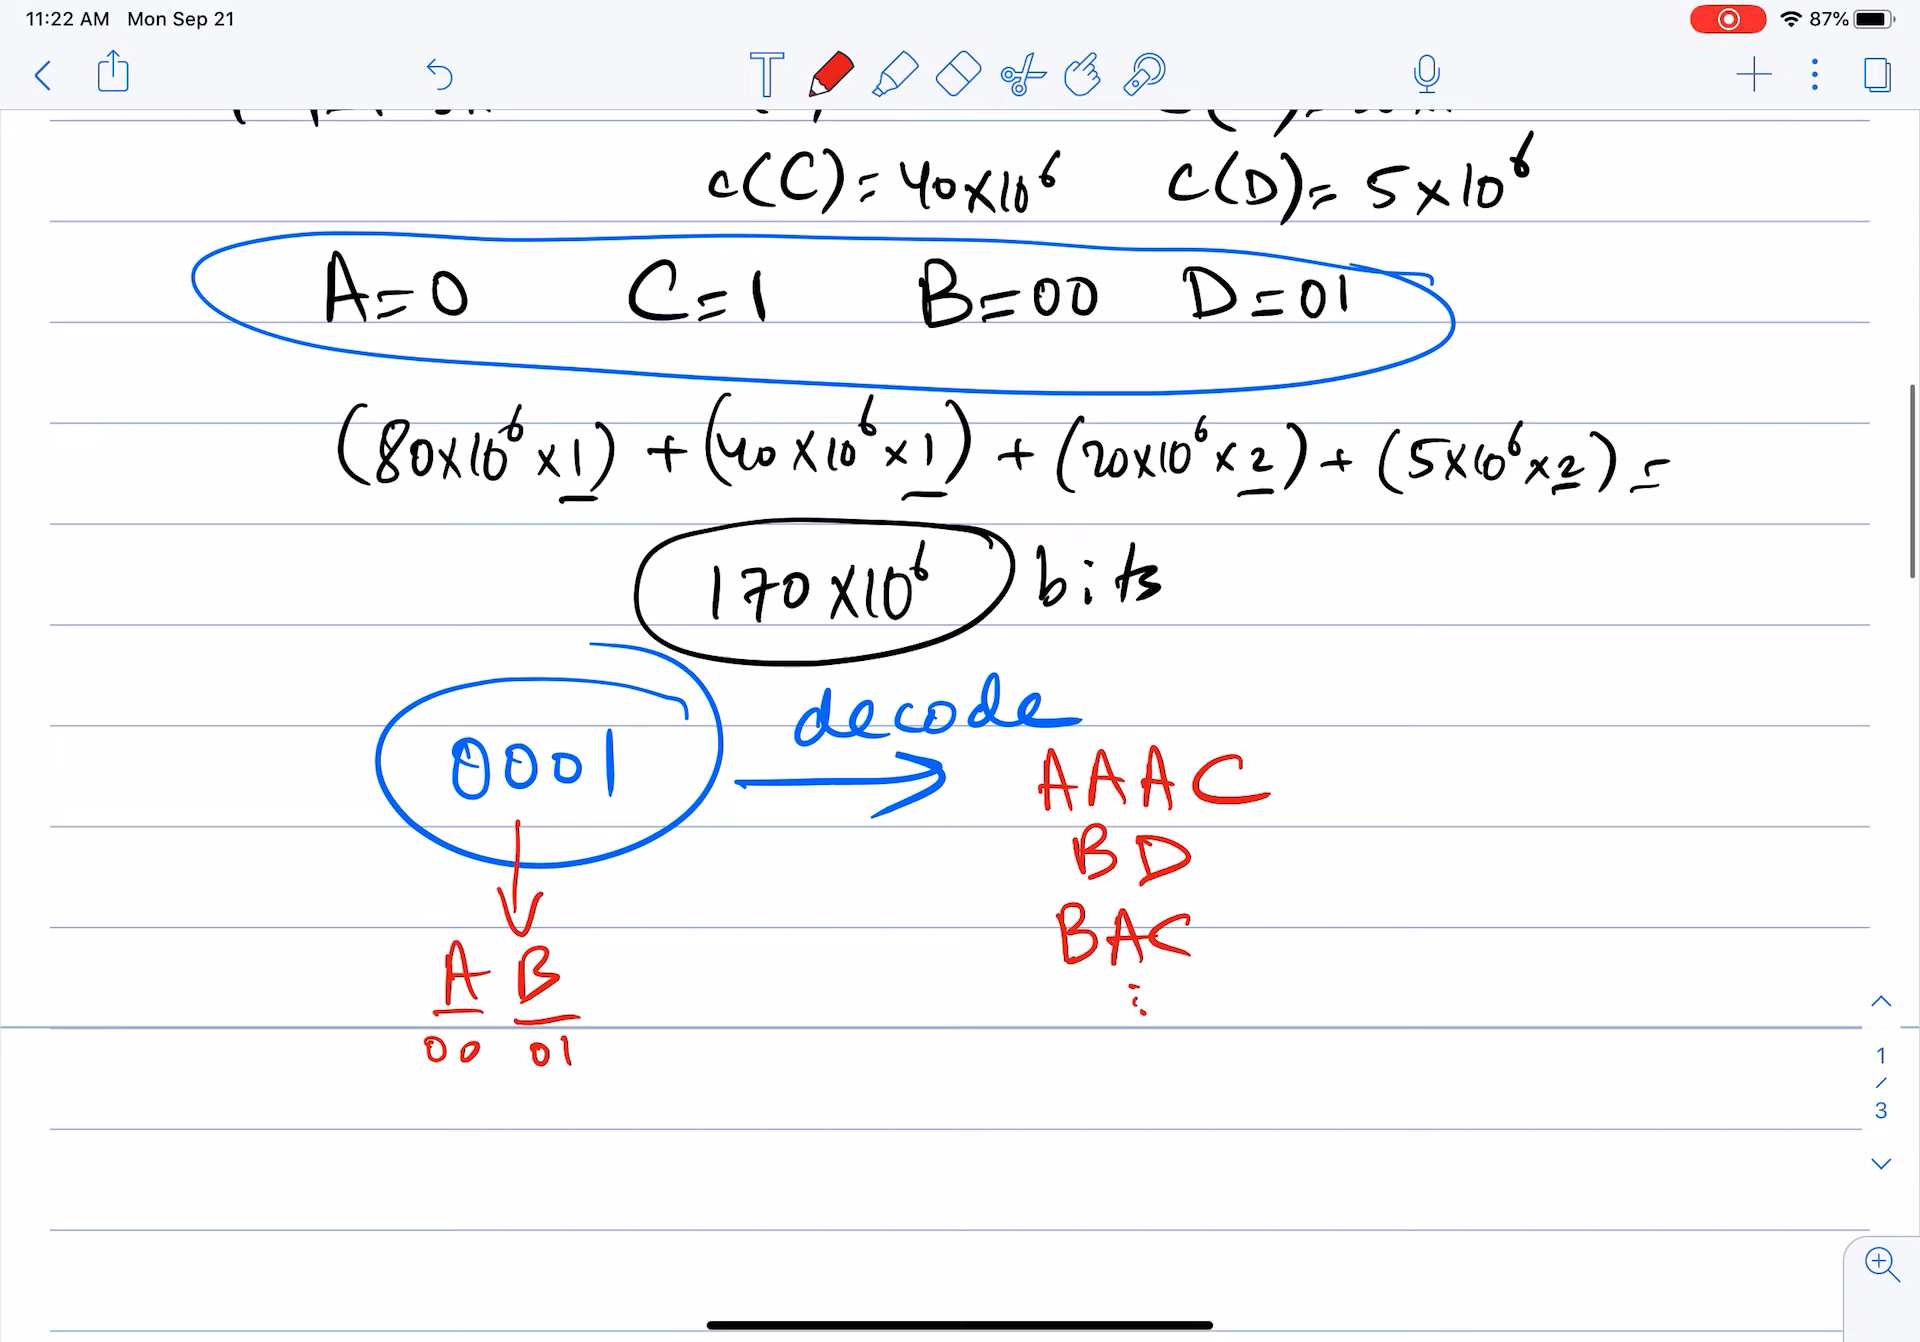 11:22 AM Mon Sep 21 87%
c(C)= 40x10^6 C(D)= 5x10^6
A=0 C=1 B=00 D=01
(80x10^6 x1) + (40x10^6 x1) + (20x10^6 x2) + (5x10^6 x2) =
170x10^6 bits
0001 decode
AAAC
BD
BAC
⋮
A B
00 01
1
/
3